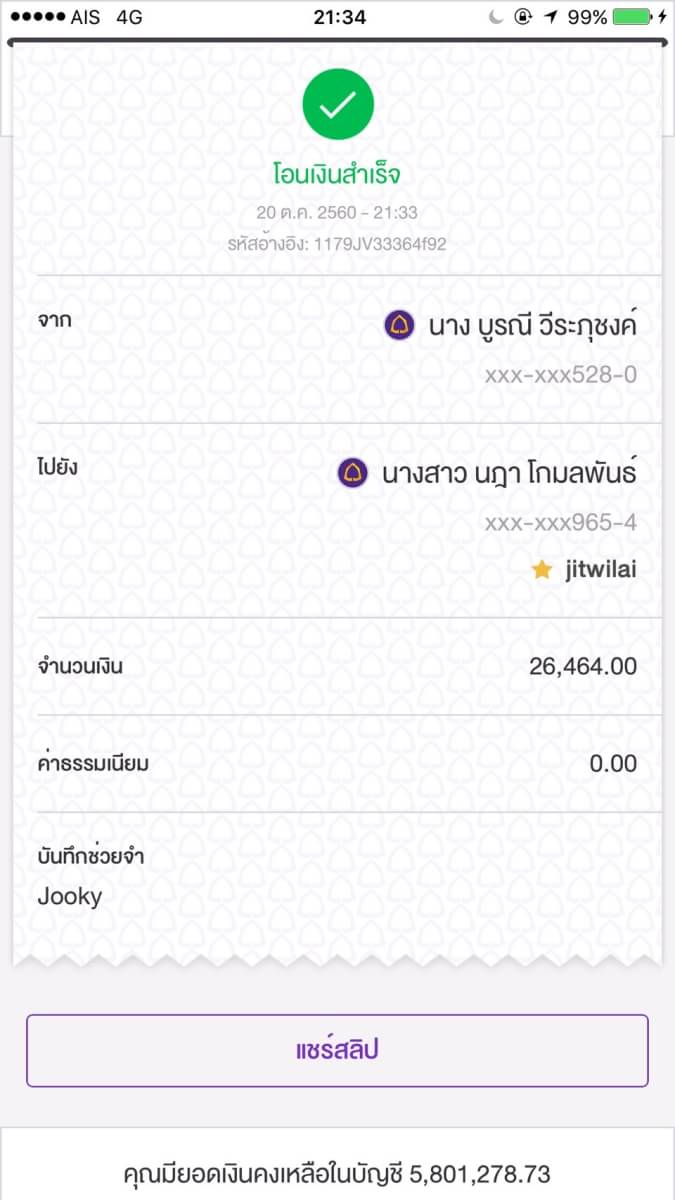 AIS 4G 21:34 99%
โอนเงินสำเร็จ
20 ต.ค. 2560 - 21:33
รหัสอ้างอิง: 1179JV33364f92
จาก นาง บูรณี วีระภุชงค์
xxx-xxx528-0
ไปยัง นางสาว นฎา โกมลพันธ์
xxx-xxx965-4
jitwilai
จำนวนเงิน 26,464.00
ค่าธรรมเนียม 0.00
บันทึกช่วยจำ
Jooky
แชร์สลิป
คุณมียอดเงินคงเหลือในบัญชี 5,801,278.73